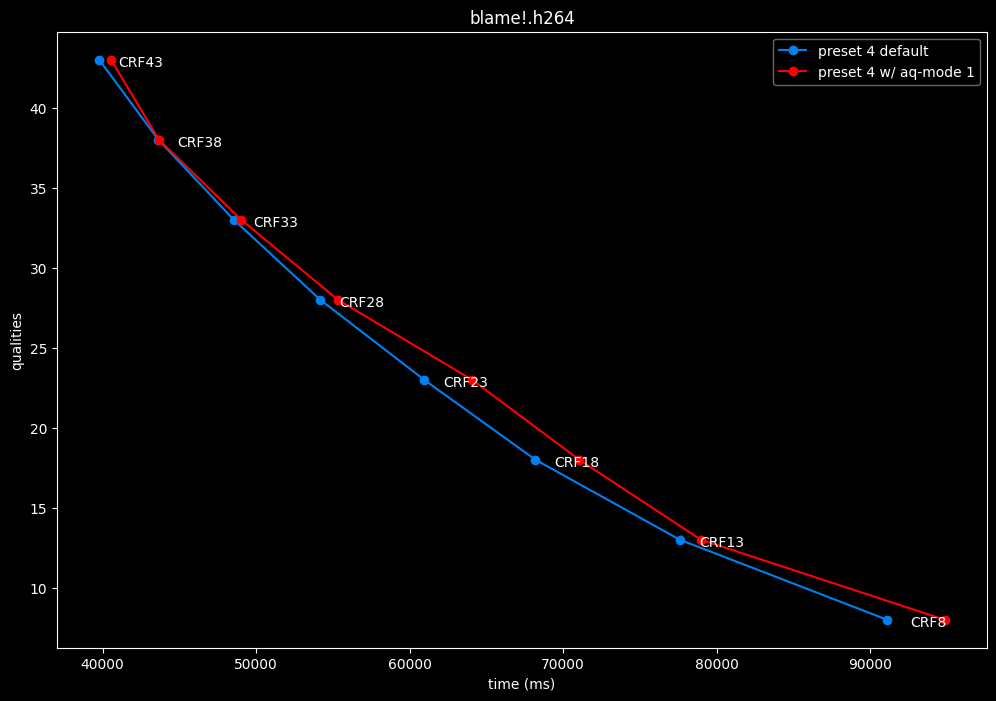 blame!.h264
preset 4 default
preset 4 w/ aq-mode 1
CRF43
CRF38
CRF33
CRF28
CRF23
CRF18
CRF13
CRF8
qualities
40
35
30
25
20
15
10
40000 50000 60000 70000 80000 90000
time (ms)